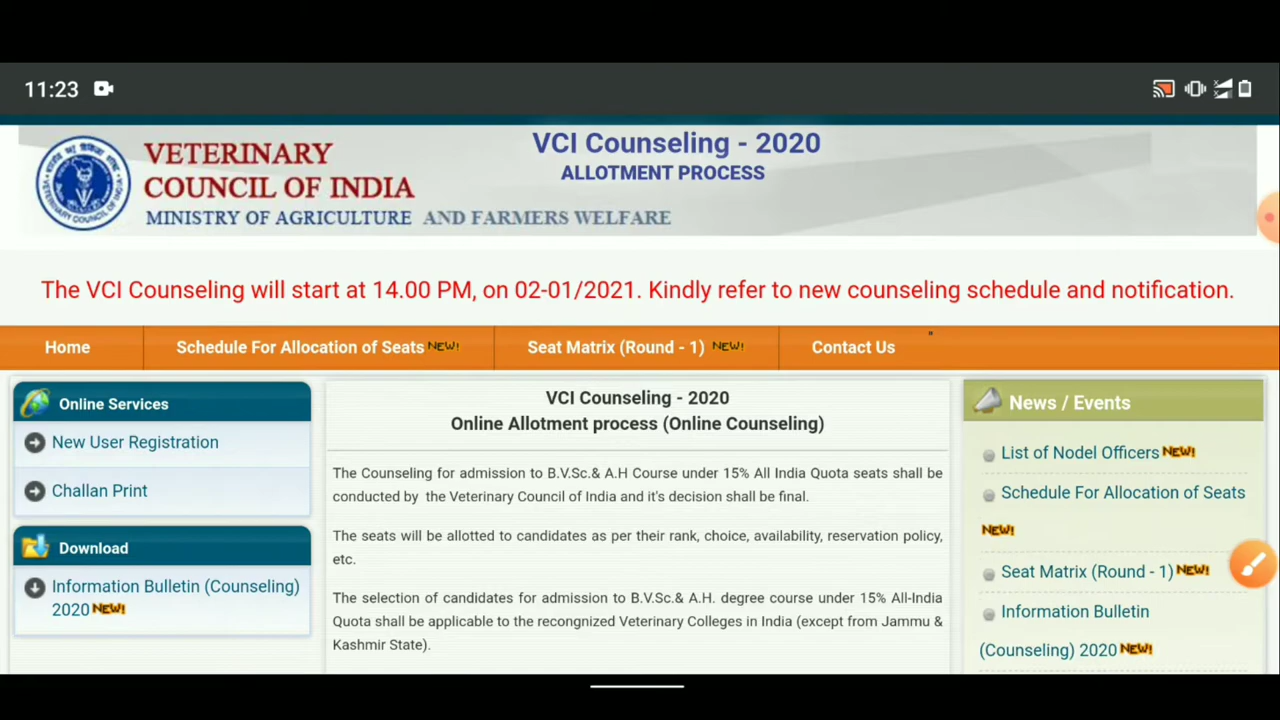 11:23
VCI Counseling - 2020
ALLOTMENT PROCESS
VETERINARY
COUNCIL OF INDIA
MINISTRY OF AGRICULTURE AND FARMERS WELFARE
The VCI Counseling will start at 14.00 PM, on 02-01/2021. Kindly refer to new counseling schedule and notification.
Home
Schedule For Allocation of Seats NEW!
Seat Matrix (Round - 1) NEW!
Contact Us
"
Online Services
New User Registration
Challan Print
Download
Information Bulletin (Counseling)
2020 NEW!
VCI Counseling - 2020
Online Allotment process (Online Counseling)
The Counseling for admission to B.V.Sc.& A.H Course under 15% All India Quota seats shall be
conducted by the Veterinary Council of India and it's decision shall be final.
The seats will be allotted to candidates as per their rank, choice, availability, reservation policy,
etc.
The selection of candidates for admission to B.V.Sc.& A.H. degree course under 15% All-India
Quota shall be applicable to the recongnized Veterinary Colleges in India (except from Jammu &
Kashmir State).
News / Events
List of Nodel Officers NEW!
Schedule For Allocation of Seats
NEW!
Seat Matrix (Round - 1) NEW!
Information Bulletin
(Counseling) 2020 NEW!